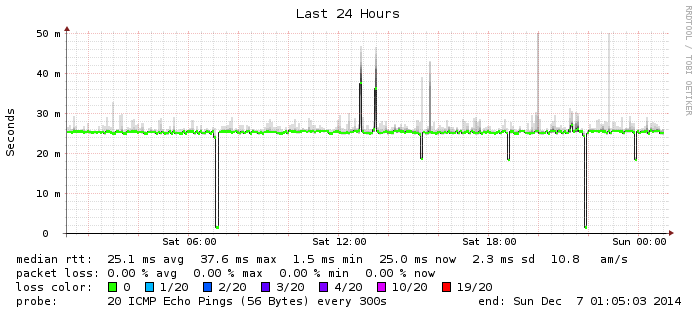 Last 24 Hours
RRDTOOL / TOBI OETIKER
Seconds
50 m
40 m
30 m
20 m
10 m
0
Sat 06:00 Sat 12:00 Sat 18:00 Sun 00:00
median rtt: 25.1 ms avg 37.6 ms max 1.5 ms min 25.0 ms now 2.3 ms sd 10.8 am/s
packet loss: 0.00 % avg 0.00 % max 0.00 % min 0.00 % now
loss color: 0 1/20 2/20 3/20 4/20 10/20 19/20
probe: 20 ICMP Echo Pings (56 Bytes) every 300s end: Sun Dec 7 01:05:03 2014